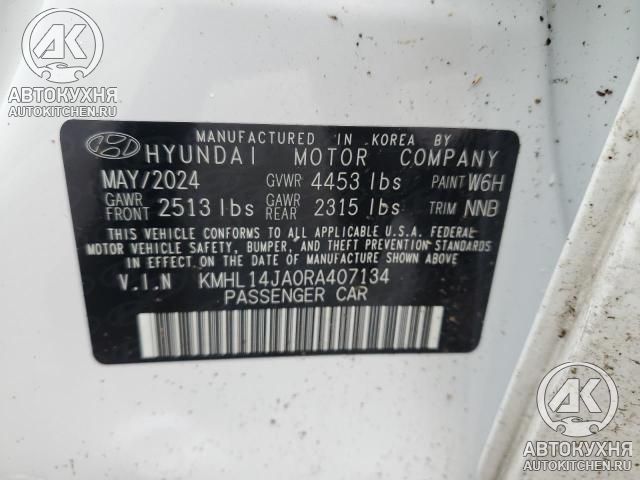 AK
АВТОКУХНЯ
AUTOKITCHEN.RU
MANUFACTURED IN KOREA BY
HYUNDAI MOTOR COMPANY
MAY/2024 GVWR 4453 lbs PAINT W6H
GAWR FRONT 2513 lbs GAWR REAR 2315 lbs TRIM NNB
THIS VEHICLE CONFORMS TO ALL APPLICABLE U.S.A. FEDERAL
MOTOR VEHICLE SAFETY, BUMPER, AND THEFT PREVENTION STANDARDS
IN EFFECT ON THE DATE OF MANUFACTURE SHOWN ABOVE.
V.I.N KMHL14JA0RA407134
PASSENGER CAR
AK
АВТОКУХНЯ
AUTOKITCHEN.RU